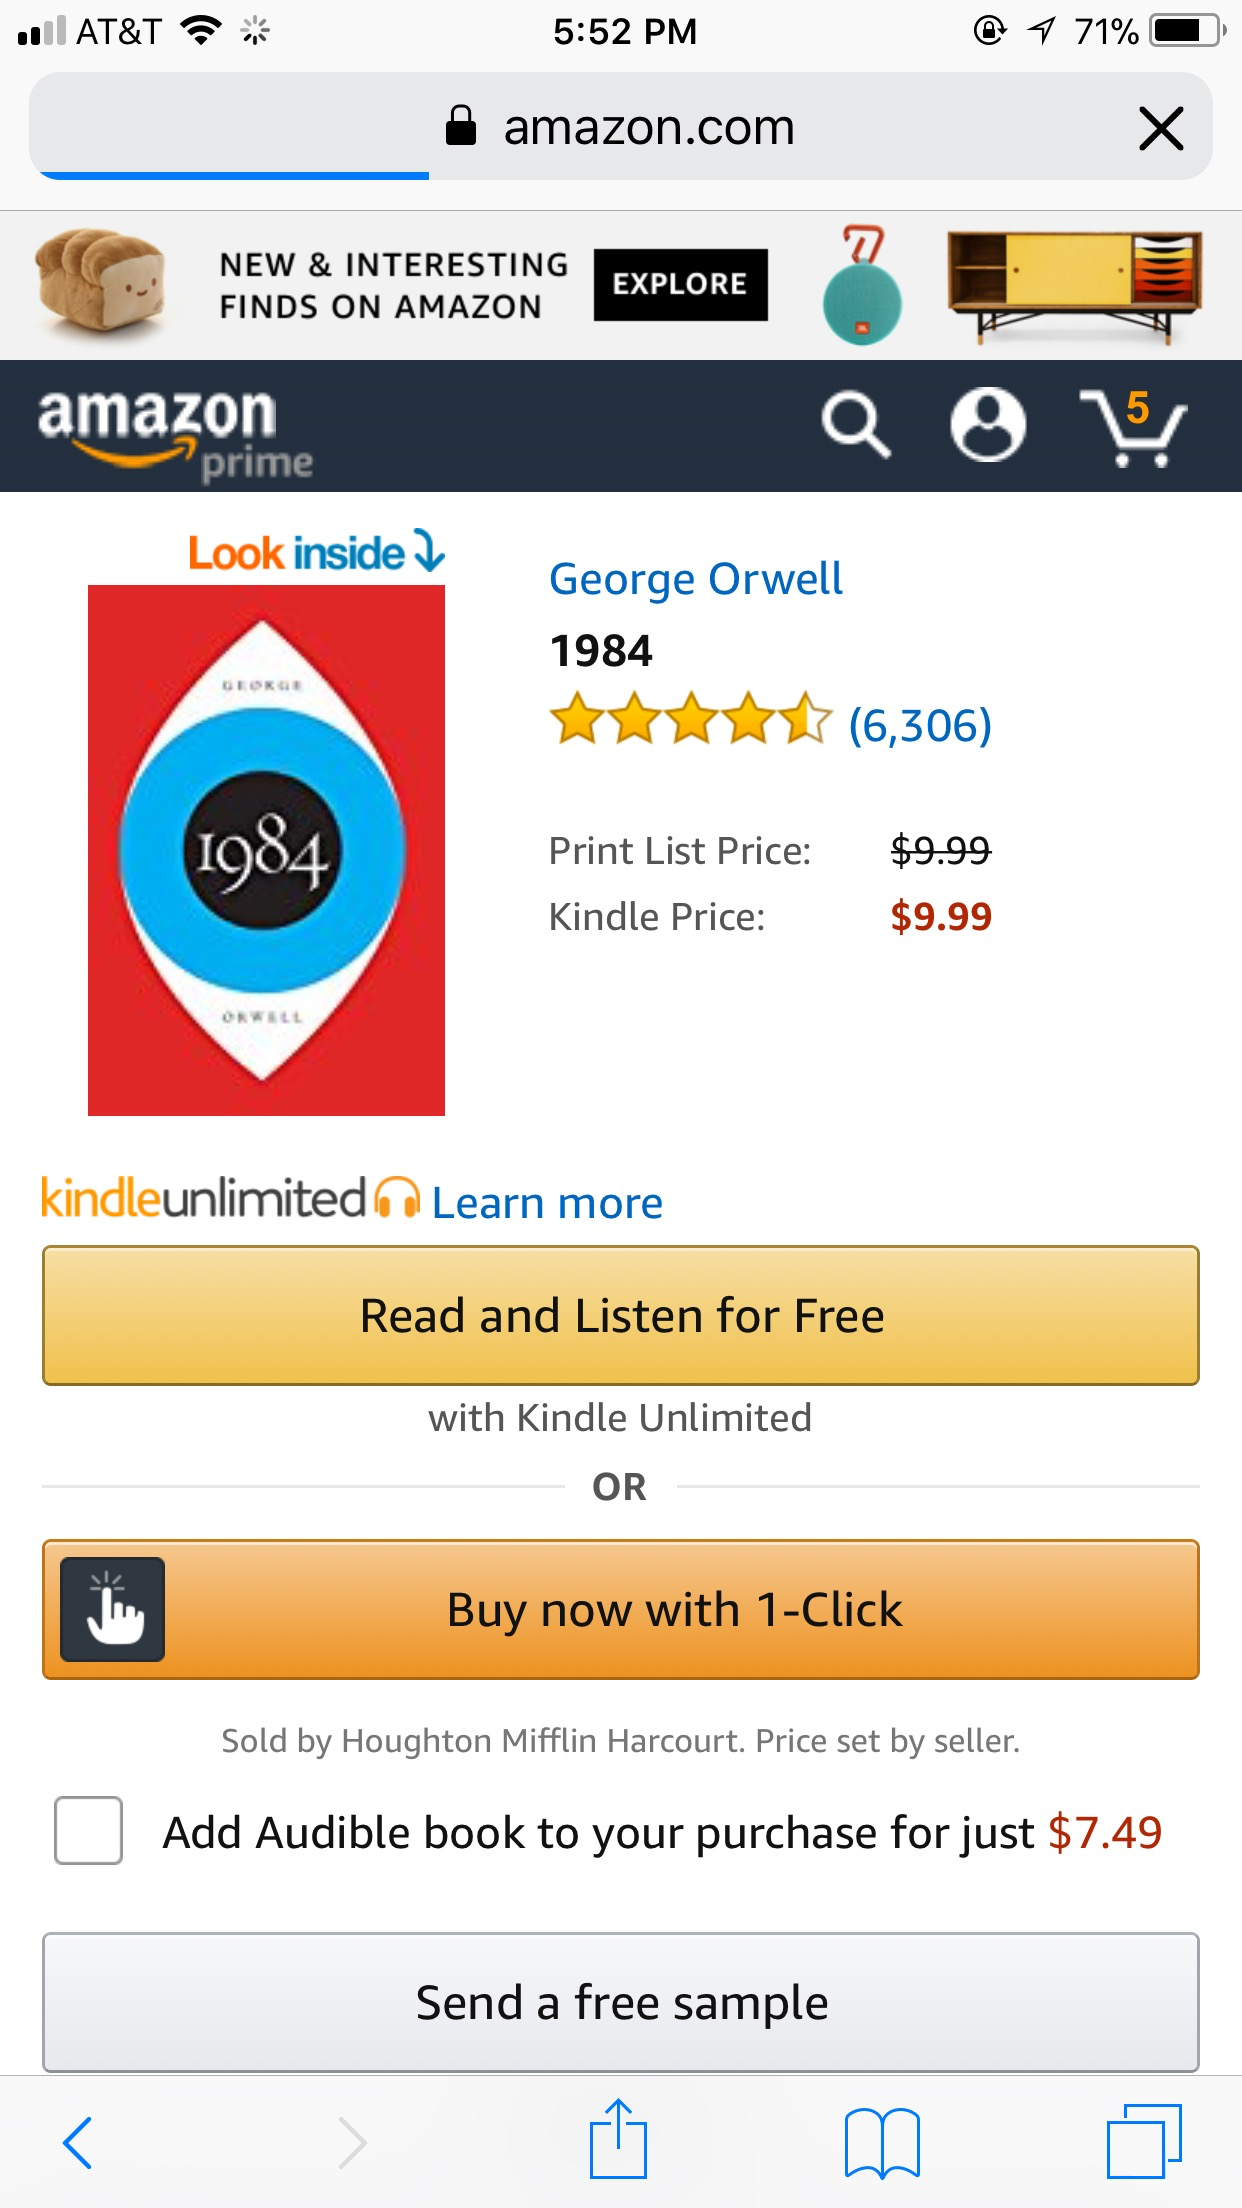 AT&T 5:52 PM 71%
amazon.com
NEW & INTERESTING
FINDS ON AMAZON
EXPLORE
amazon
prime
5
Look inside
George Orwell
1984
(6,306)
GEORGE
1984
ORWELL
Print List Price: $9.99
Kindle Price: $9.99
kindleunlimited Learn more
Read and Listen for Free
with Kindle Unlimited
OR
Buy now with 1-Click
Sold by Houghton Mifflin Harcourt. Price set by seller.
Add Audible book to your purchase for just $7.49
Send a free sample